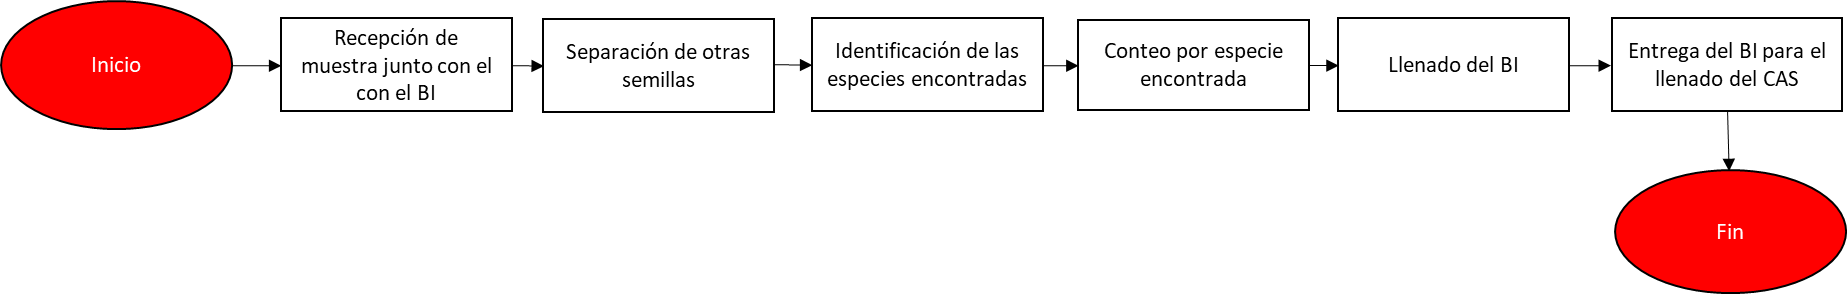 Inicio
Recepción de
muestra junto con el
con el BI
Separación de otras
semillas
Identificación de las
especies encontradas
Conteo por especie
encontrada
Llenado del BI
Entrega del BI para el
llenado del CAS
Fin